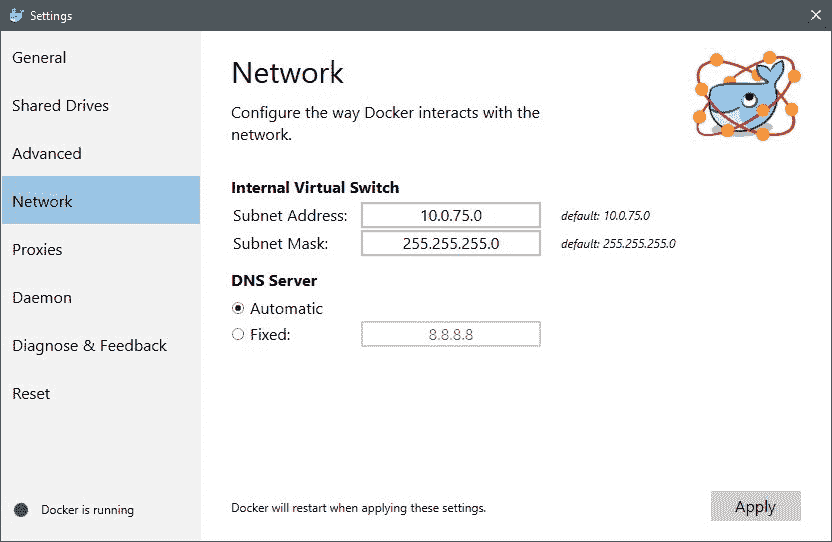 Settings
General
Shared Drives
Advanced
Network
Proxies
Daemon
Diagnose & Feedback
Reset
Docker is running
Network
Configure the way Docker interacts with the
network.
Internal Virtual Switch
Subnet Address: 10.0.75.0 default: 10.0.75.0
Subnet Mask: 255.255.255.0 default: 255.255.255.0
DNS Server
Automatic
Fixed: 8.8.8.8
Docker will restart when applying these settings.
Apply